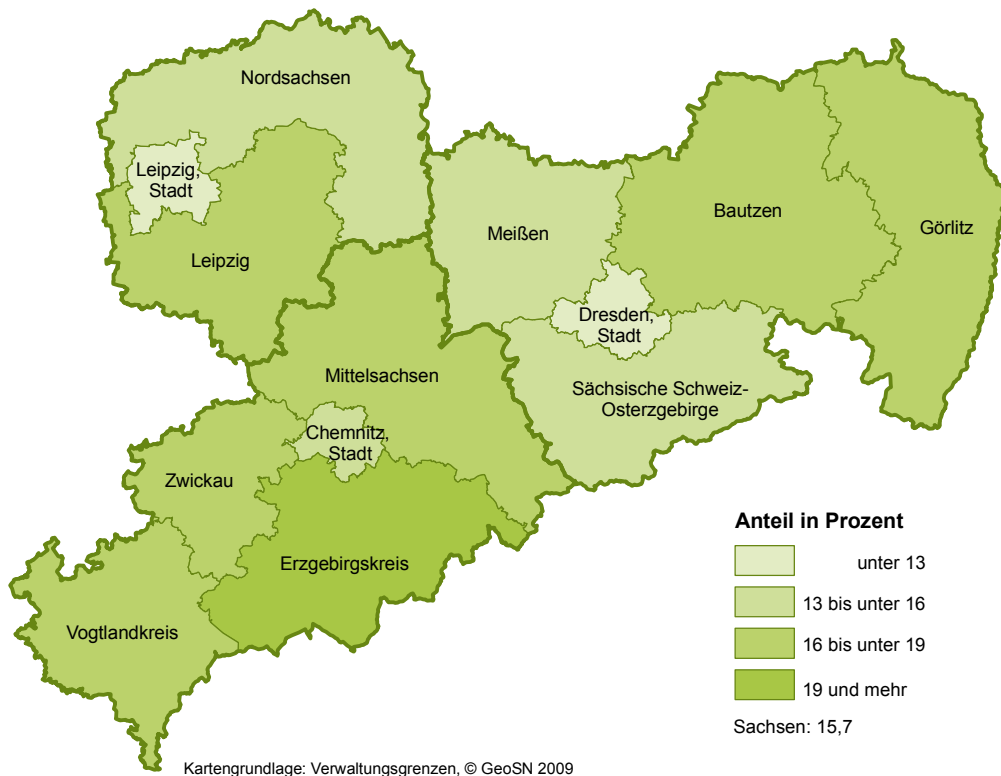 Nordsachsen
Leipzig,
Stadt
Leipzig
Meißen
Bautzen
Görlitz
Dresden,
Stadt
Mittelsachsen
Sächsische Schweiz-
Osterzgebirge
Chemnitz,
Stadt
Zwickau
Erzgebirgskreis
Vogtlandkreis
Anteil in Prozent
unter 13
13 bis unter 16
16 bis unter 19
19 und mehr
Sachsen: 15,7
Kartengrundlage: Verwaltungsgrenzen, © GeoSN 2009